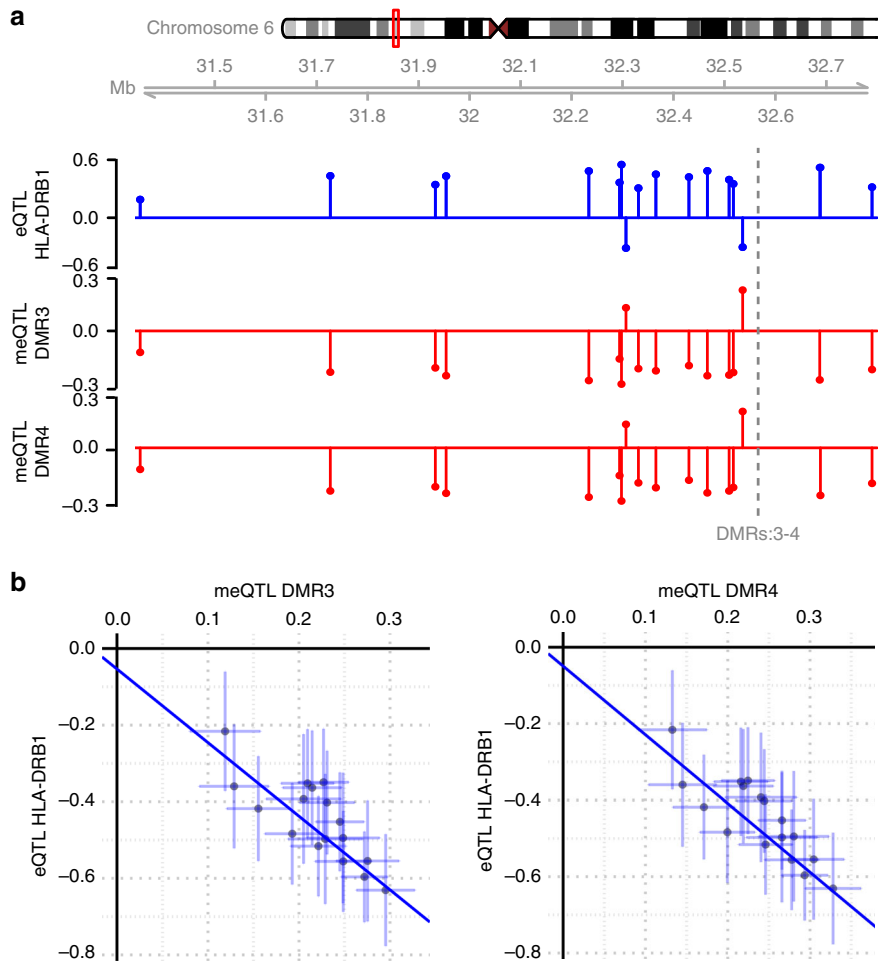 a
Chromosome 6
31.5 31.7 31.9 32.1 32.3 32.5 32.7
Mb
31.6 31.8 32 32.2 32.4 32.6
eQTL
HLA-DRB1
0.6
0.0
−0.6
meQTL
DMR3
0.3
0.0
−0.3
meQTL
DMR4
0.3
0.0
−0.3
DMRs:3-4
b
meQTL DMR3
0.0 0.1 0.2 0.3
eQTL HLA-DRB1
0.0
−0.2
−0.4
−0.6
−0.8
meQTL DMR4
0.0 0.1 0.2 0.3
eQTL HLA-DRB1
0.0
−0.2
−0.4
−0.6
−0.8